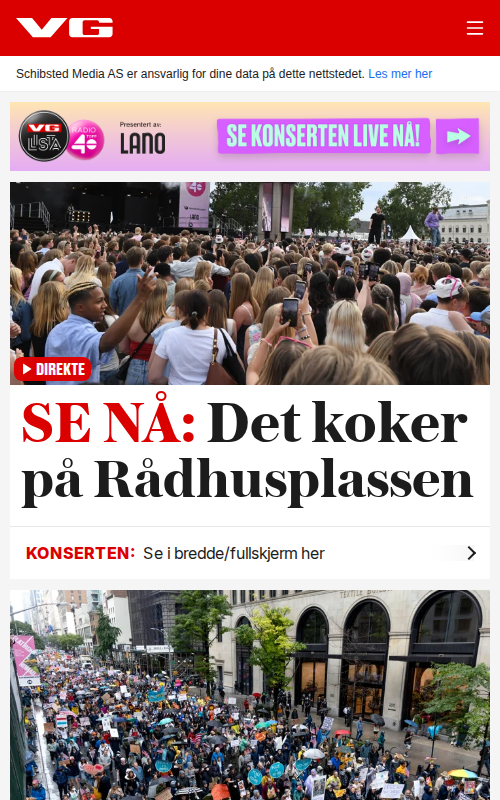 VG
Schibsted Media AS er ansvarlig for dine data på dette nettstedet. Les mer her
VG
LISTA
RADIO
TOPP
40
Presentert av:
LANO
SE KONSERTEN LIVE NÅ!
40
DIREKTE
SE NÅ: Det koker
på Rådhusplassen
KONSERTEN: Se i bredde/fullskjerm her